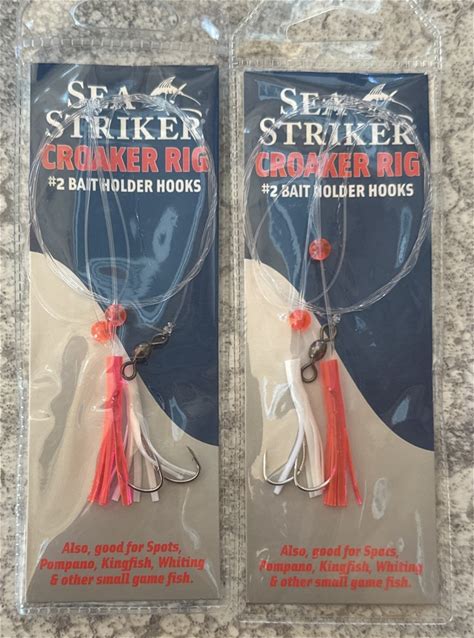 SEA
STRIKER
CROAKER RIG
#2 BAIT HOLDER HOOKS
Also, good for Spots,
Pompano, Kingfish, Whiting
& other small game fish.
SEA
STRIKER
CROAKER RIG
#2 BAIT HOLDER HOOKS
Also, good for Spots,
Pompano, Kingfish, Whiting
& other small game fish.